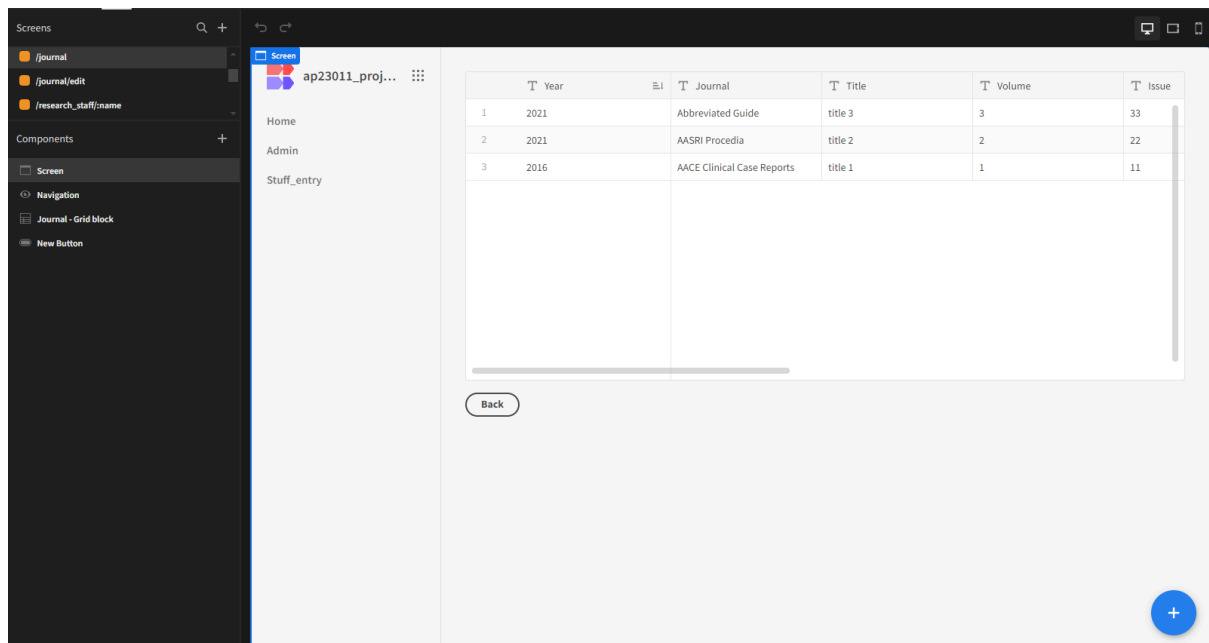 Screens
/journal
/journal/edit
/research_staff/:name
Components
Screen
Navigation
Journal - Grid block
New Button
Screen
ap23011_proj...
Home
Admin
Stuff_entry
Year Journal Title Volume Issue
1 2021 Abbreviated Guide title 3 3 33
2 2021 AASRI Procedia title 2 2 22
3 2016 AACE Clinical Case Reports title 1 1 11
Back